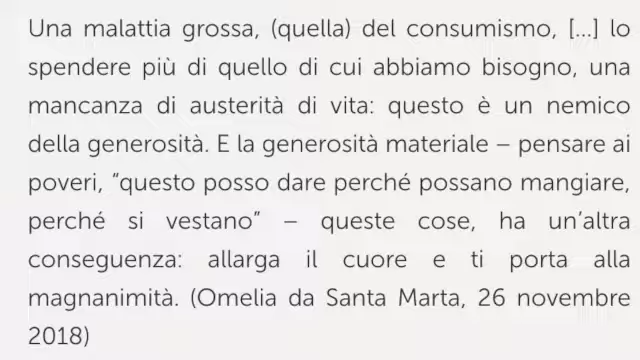 Una malattia grossa, (quella) del consumismo, [...] lo
spendere più di quello di cui abbiamo bisogno, una
mancanza di austerità di vita: questo è un nemico
della generosità. E la generosità materiale – pensare ai
poveri, “questo posso dare perché possano mangiare,
perché si vestano” – queste cose, ha un’altra
conseguenza: allarga il cuore e ti porta alla
magnanimità. (Omelia da Santa Marta, 26 novembre
2018)